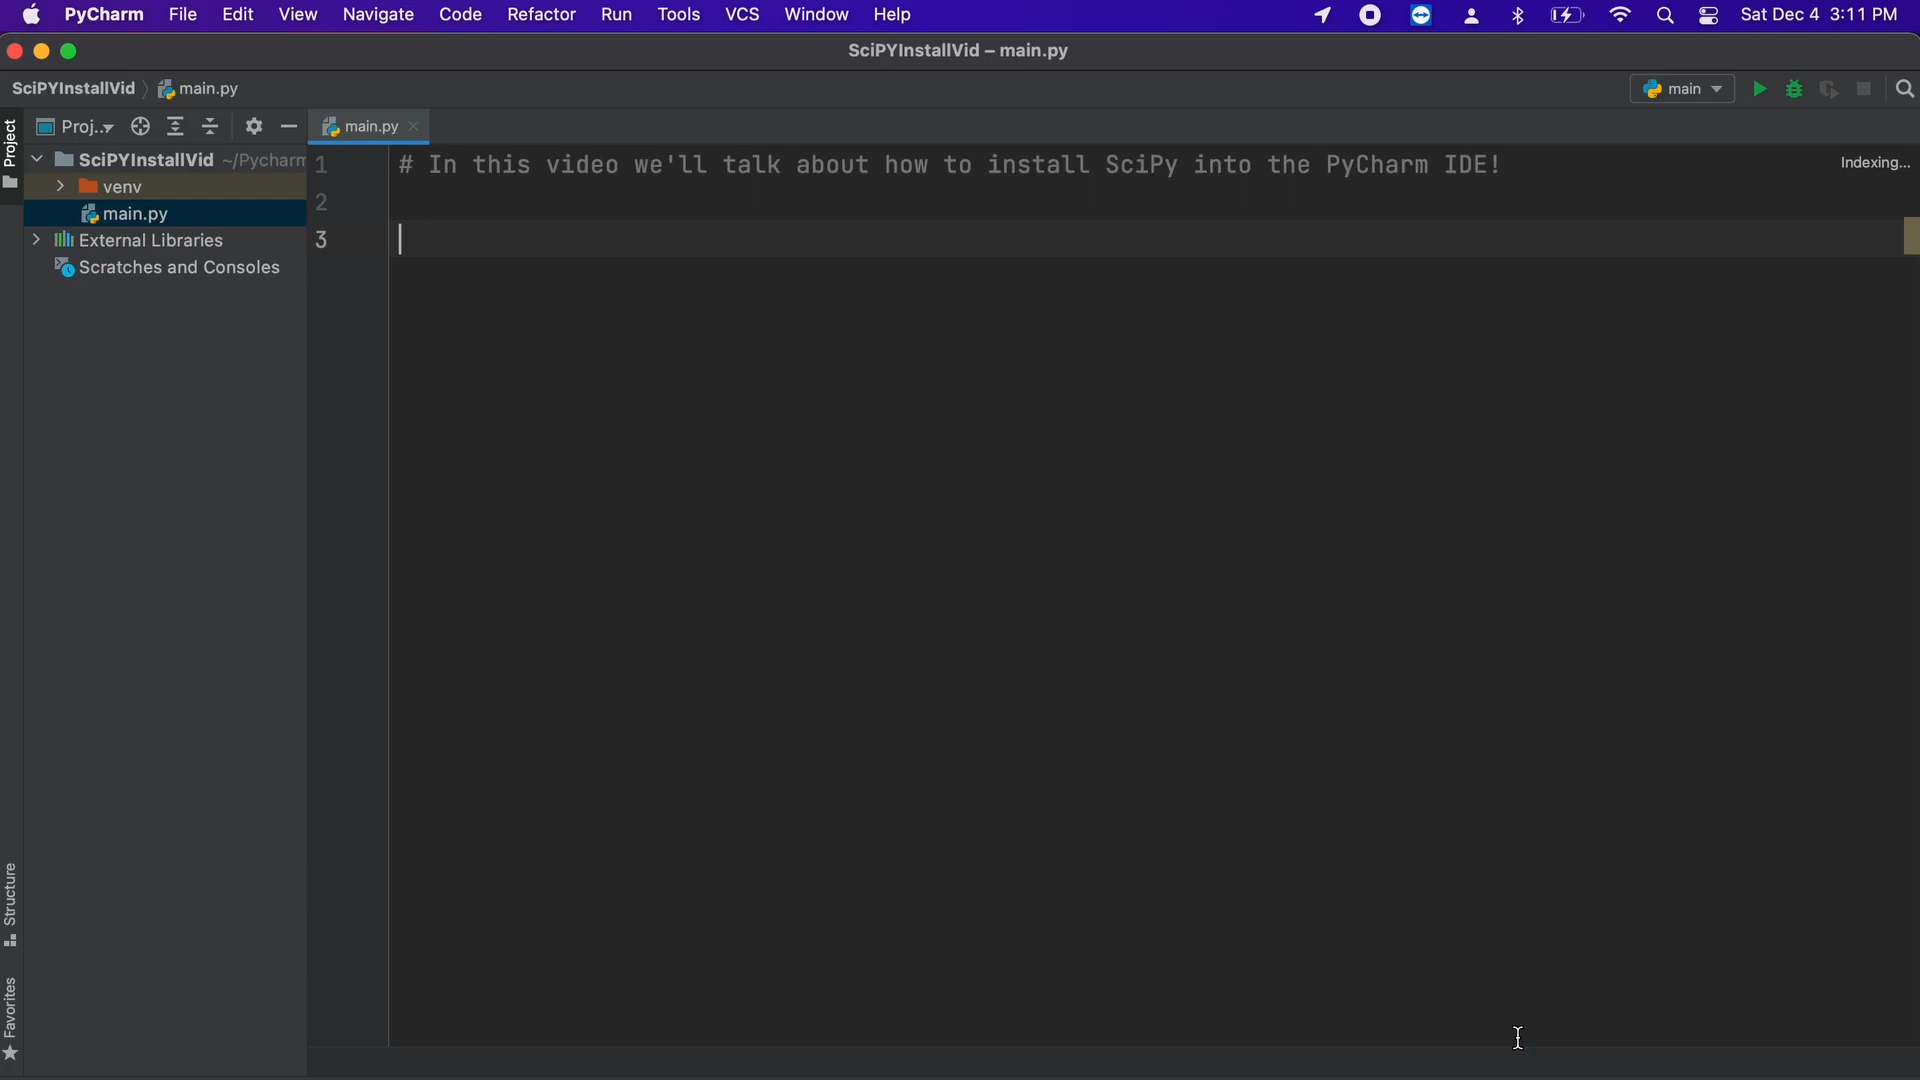 PyCharm File Edit View Navigate Code Refactor Run Tools VCS Window Help Sat Dec 4 3:11 PM
SciPYInstallVid – main.py
SciPYInstallVid main.py main
Project
Proj.. main.py
SciPYInstallVid ~/Pycharm
1 # In this video we'll talk about how to install SciPy into the PyCharm IDE! Indexing...
venv
2
main.py
3
External Libraries
Scratches and Consoles
Structure
Favorites